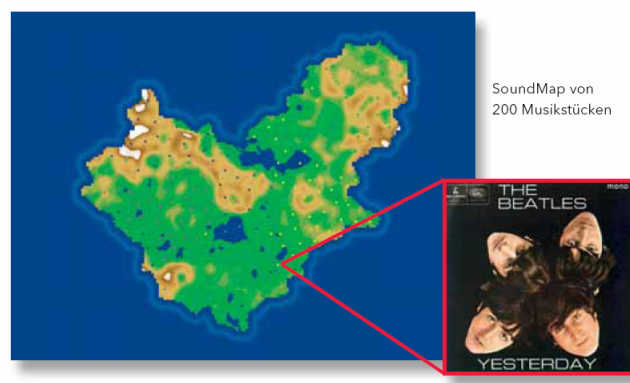 SoundMap von
200 Musikstücken
THE
BEATLES
mono
YESTERDAY